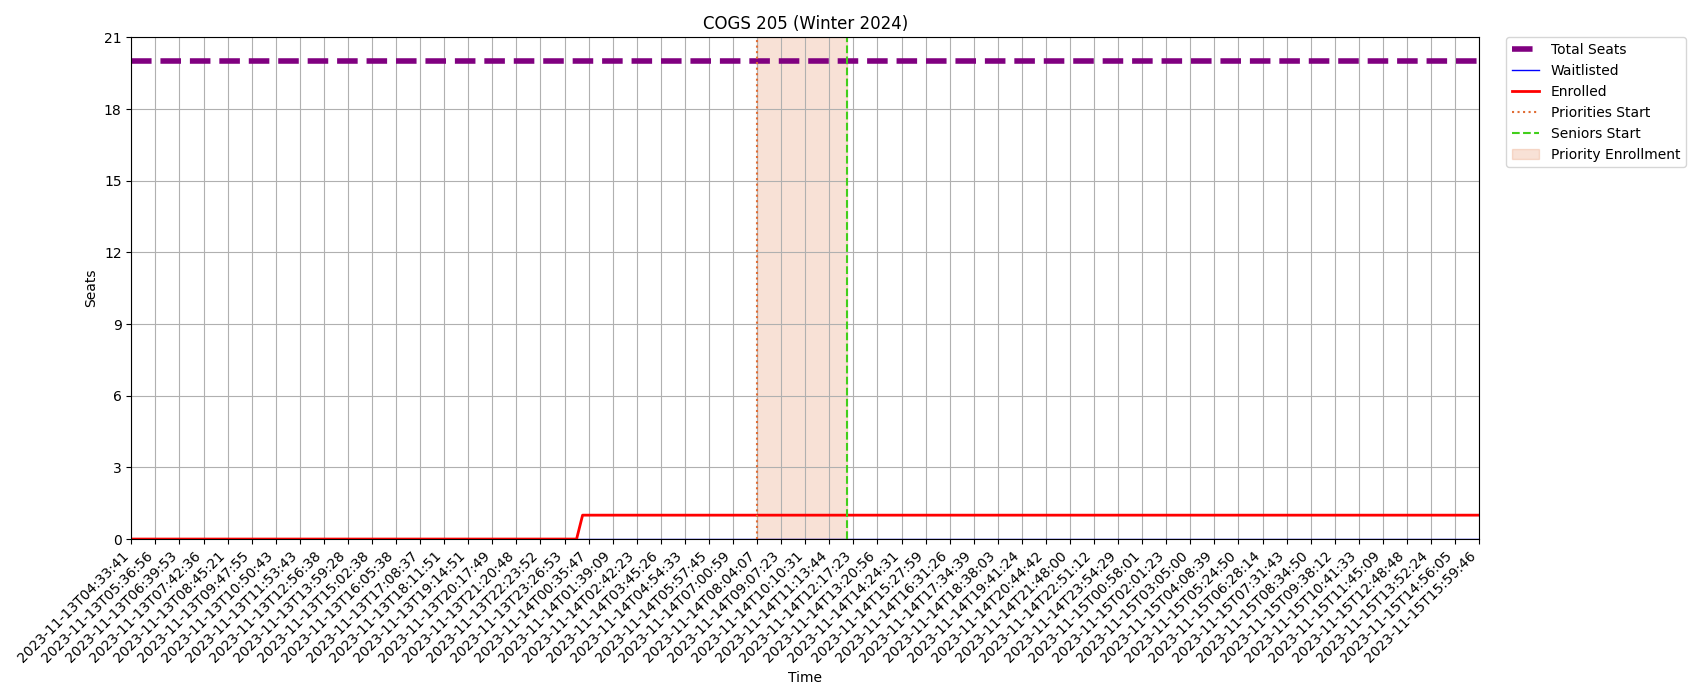 COGS 205 (Winter 2024)
Total Seats
Waitlisted
Enrolled
Priorities Start
Seniors Start
Priority Enrollment
Seats
21
18
15
12
9
6
3
0
2023-11-13T04:33:41
2023-11-13T05:36:56
2023-11-13T06:39:53
2023-11-13T07:42:36
2023-11-13T08:45:21
2023-11-13T09:47:55
2023-11-13T10:50:43
2023-11-13T11:53:43
2023-11-13T12:56:38
2023-11-13T13:59:28
2023-11-13T15:02:38
2023-11-13T16:05:38
2023-11-13T17:08:37
2023-11-13T18:11:51
2023-11-13T19:14:51
2023-11-13T20:17:49
2023-11-13T21:20:48
2023-11-13T22:23:52
2023-11-13T23:26:53
2023-11-14T00:35:47
2023-11-14T01:39:09
2023-11-14T02:42:23
2023-11-14T03:45:26
2023-11-14T04:54:33
2023-11-14T05:57:45
2023-11-14T07:00:59
2023-11-14T08:04:07
2023-11-14T09:07:23
2023-11-14T10:10:31
2023-11-14T11:13:44
2023-11-14T12:17:23
2023-11-14T13:20:56
2023-11-14T14:24:31
2023-11-14T15:27:59
2023-11-14T16:31:26
2023-11-14T17:34:39
2023-11-14T18:38:03
2023-11-14T19:41:24
2023-11-14T20:44:42
2023-11-14T21:48:00
2023-11-14T22:51:12
2023-11-14T23:54:29
2023-11-15T00:58:01
2023-11-15T02:01:23
2023-11-15T03:05:00
2023-11-15T04:08:39
2023-11-15T05:24:50
2023-11-15T06:28:14
2023-11-15T07:31:43
2023-11-15T08:34:50
2023-11-15T09:38:12
2023-11-15T10:41:33
2023-11-15T11:45:09
2023-11-15T12:48:48
2023-11-15T13:52:24
2023-11-15T14:56:05
2023-11-15T15:59:46
Time